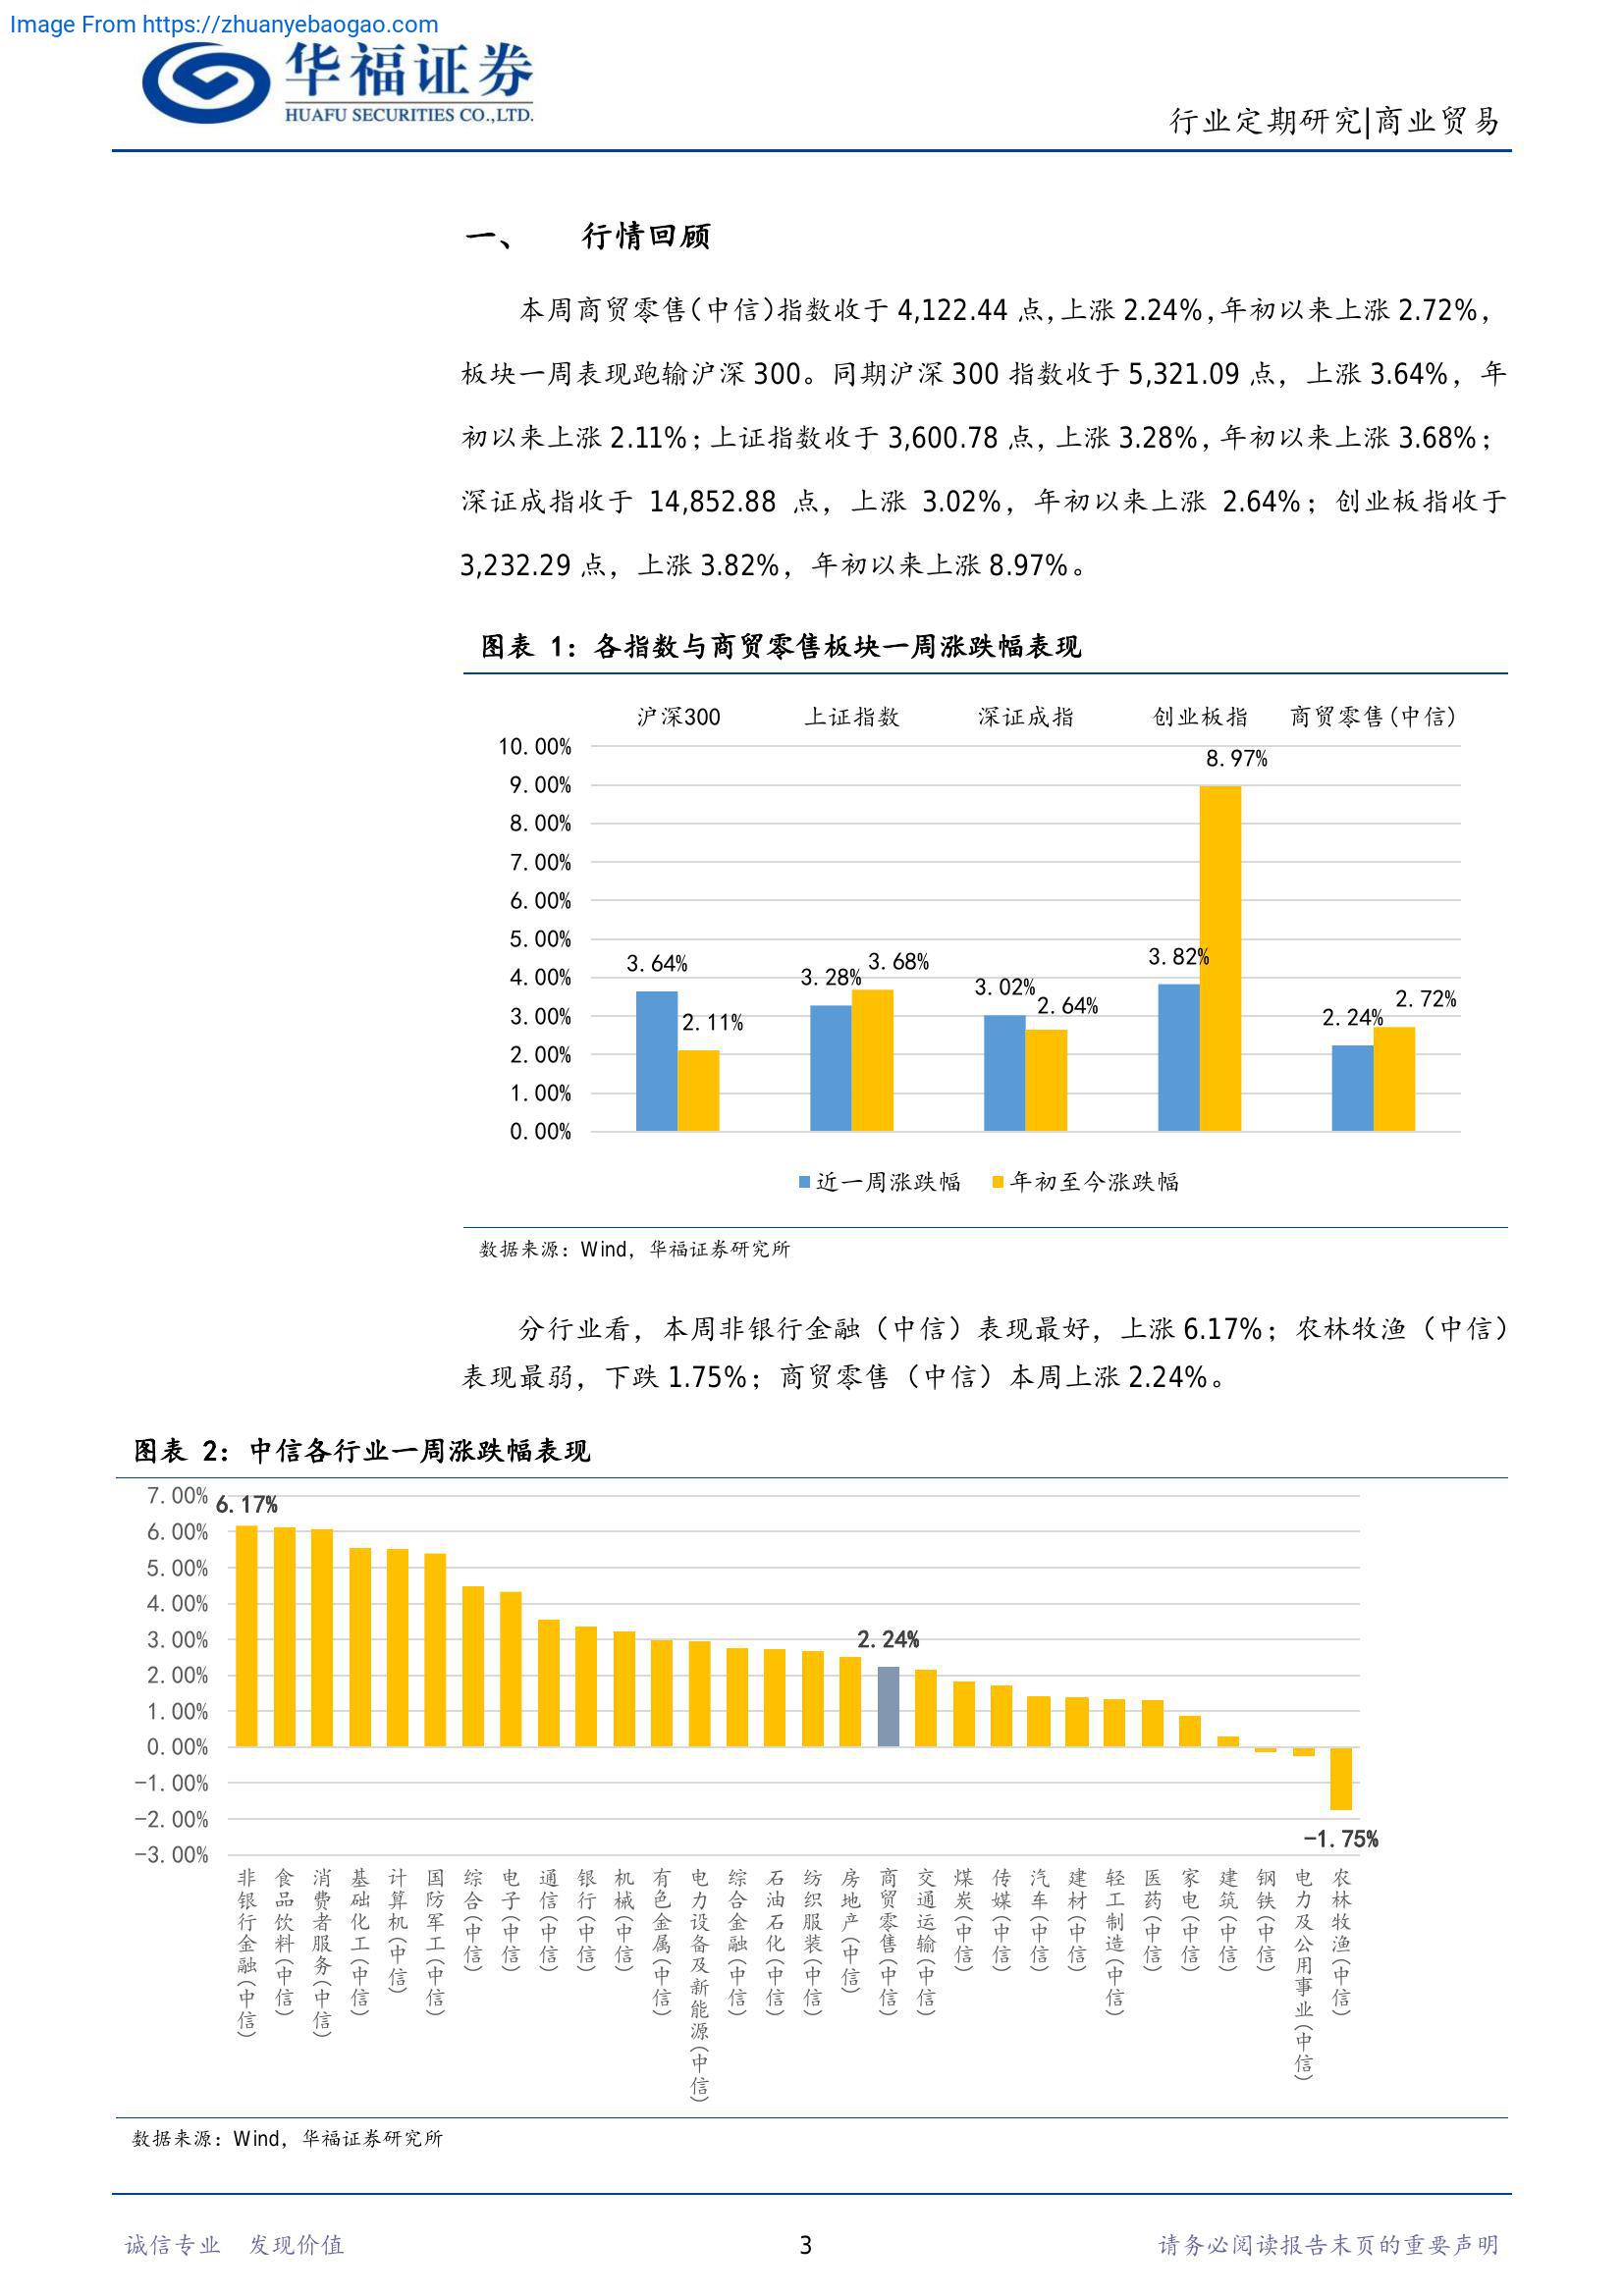 Image From https://zhuanyebaogao.com
华福证券
HUAFU SECURITIES CO.,LTD.
行业定期研究|商业贸易
一、 行情回顾
本周商贸零售(中信)指数收于 4,122.44 点,上涨 2.24%,年初以来上涨 2.72%,
板块一周表现跑输沪深 300。同期沪深 300 指数收于 5,321.09 点，上涨 3.64%，年
初以来上涨 2.11%；上证指数收于 3,600.78 点，上涨 3.28%，年初以来上涨 3.68%；
深证成指收于 14,852.88 点，上涨 3.02%，年初以来上涨 2.64%；创业板指收于
3,232.29 点，上涨 3.82%，年初以来上涨 8.97%。
图表 1：各指数与商贸零售板块一周涨跌幅表现
沪深300 上证指数 深证成指 创业板指 商贸零售(中信)
10.00%
9.00%
8.00%
7.00%
6.00%
5.00%
4.00%
3.00%
2.00%
1.00%
0.00%
3.64%
2.11%
3.28%
3.68%
3.02%
2.64%
3.82%
8.97%
2.24%
2.72%
近一周涨跌幅 年初至今涨跌幅
数据来源：Wind，华福证券研究所
分行业看，本周非银行金融（中信）表现最好，上涨 6.17%；农林牧渔（中信）
表现最弱，下跌 1.75%；商贸零售（中信）本周上涨 2.24%。
图表 2：中信各行业一周涨跌幅表现
7.00%
6.00%
5.00%
4.00%
3.00%
2.00%
1.00%
0.00%
-1.00%
-2.00%
-3.00%
6.17%
2.24%
-1.75%
非银行金融(中信)
食品饮料(中信)
消费者服务(中信)
基础化工(中信)
计算机(中信)
国防军工(中信)
综合(中信)
电子(中信)
通信(中信)
银行(中信)
机械(中信)
有色金属(中信)
电力设备及新能源(中信)
综合金融(中信)
石油石化(中信)
纺织服装(中信)
房地产(中信)
商贸零售(中信)
交通运输(中信)
煤炭(中信)
传媒(中信)
汽车(中信)
建材(中信)
轻工制造(中信)
医药(中信)
家电(中信)
建筑(中信)
钢铁(中信)
电力及公用事业(中信)
农林牧渔(中信)
数据来源：Wind，华福证券研究所
诚信专业 发现价值
3
请务必阅读报告末页的重要声明